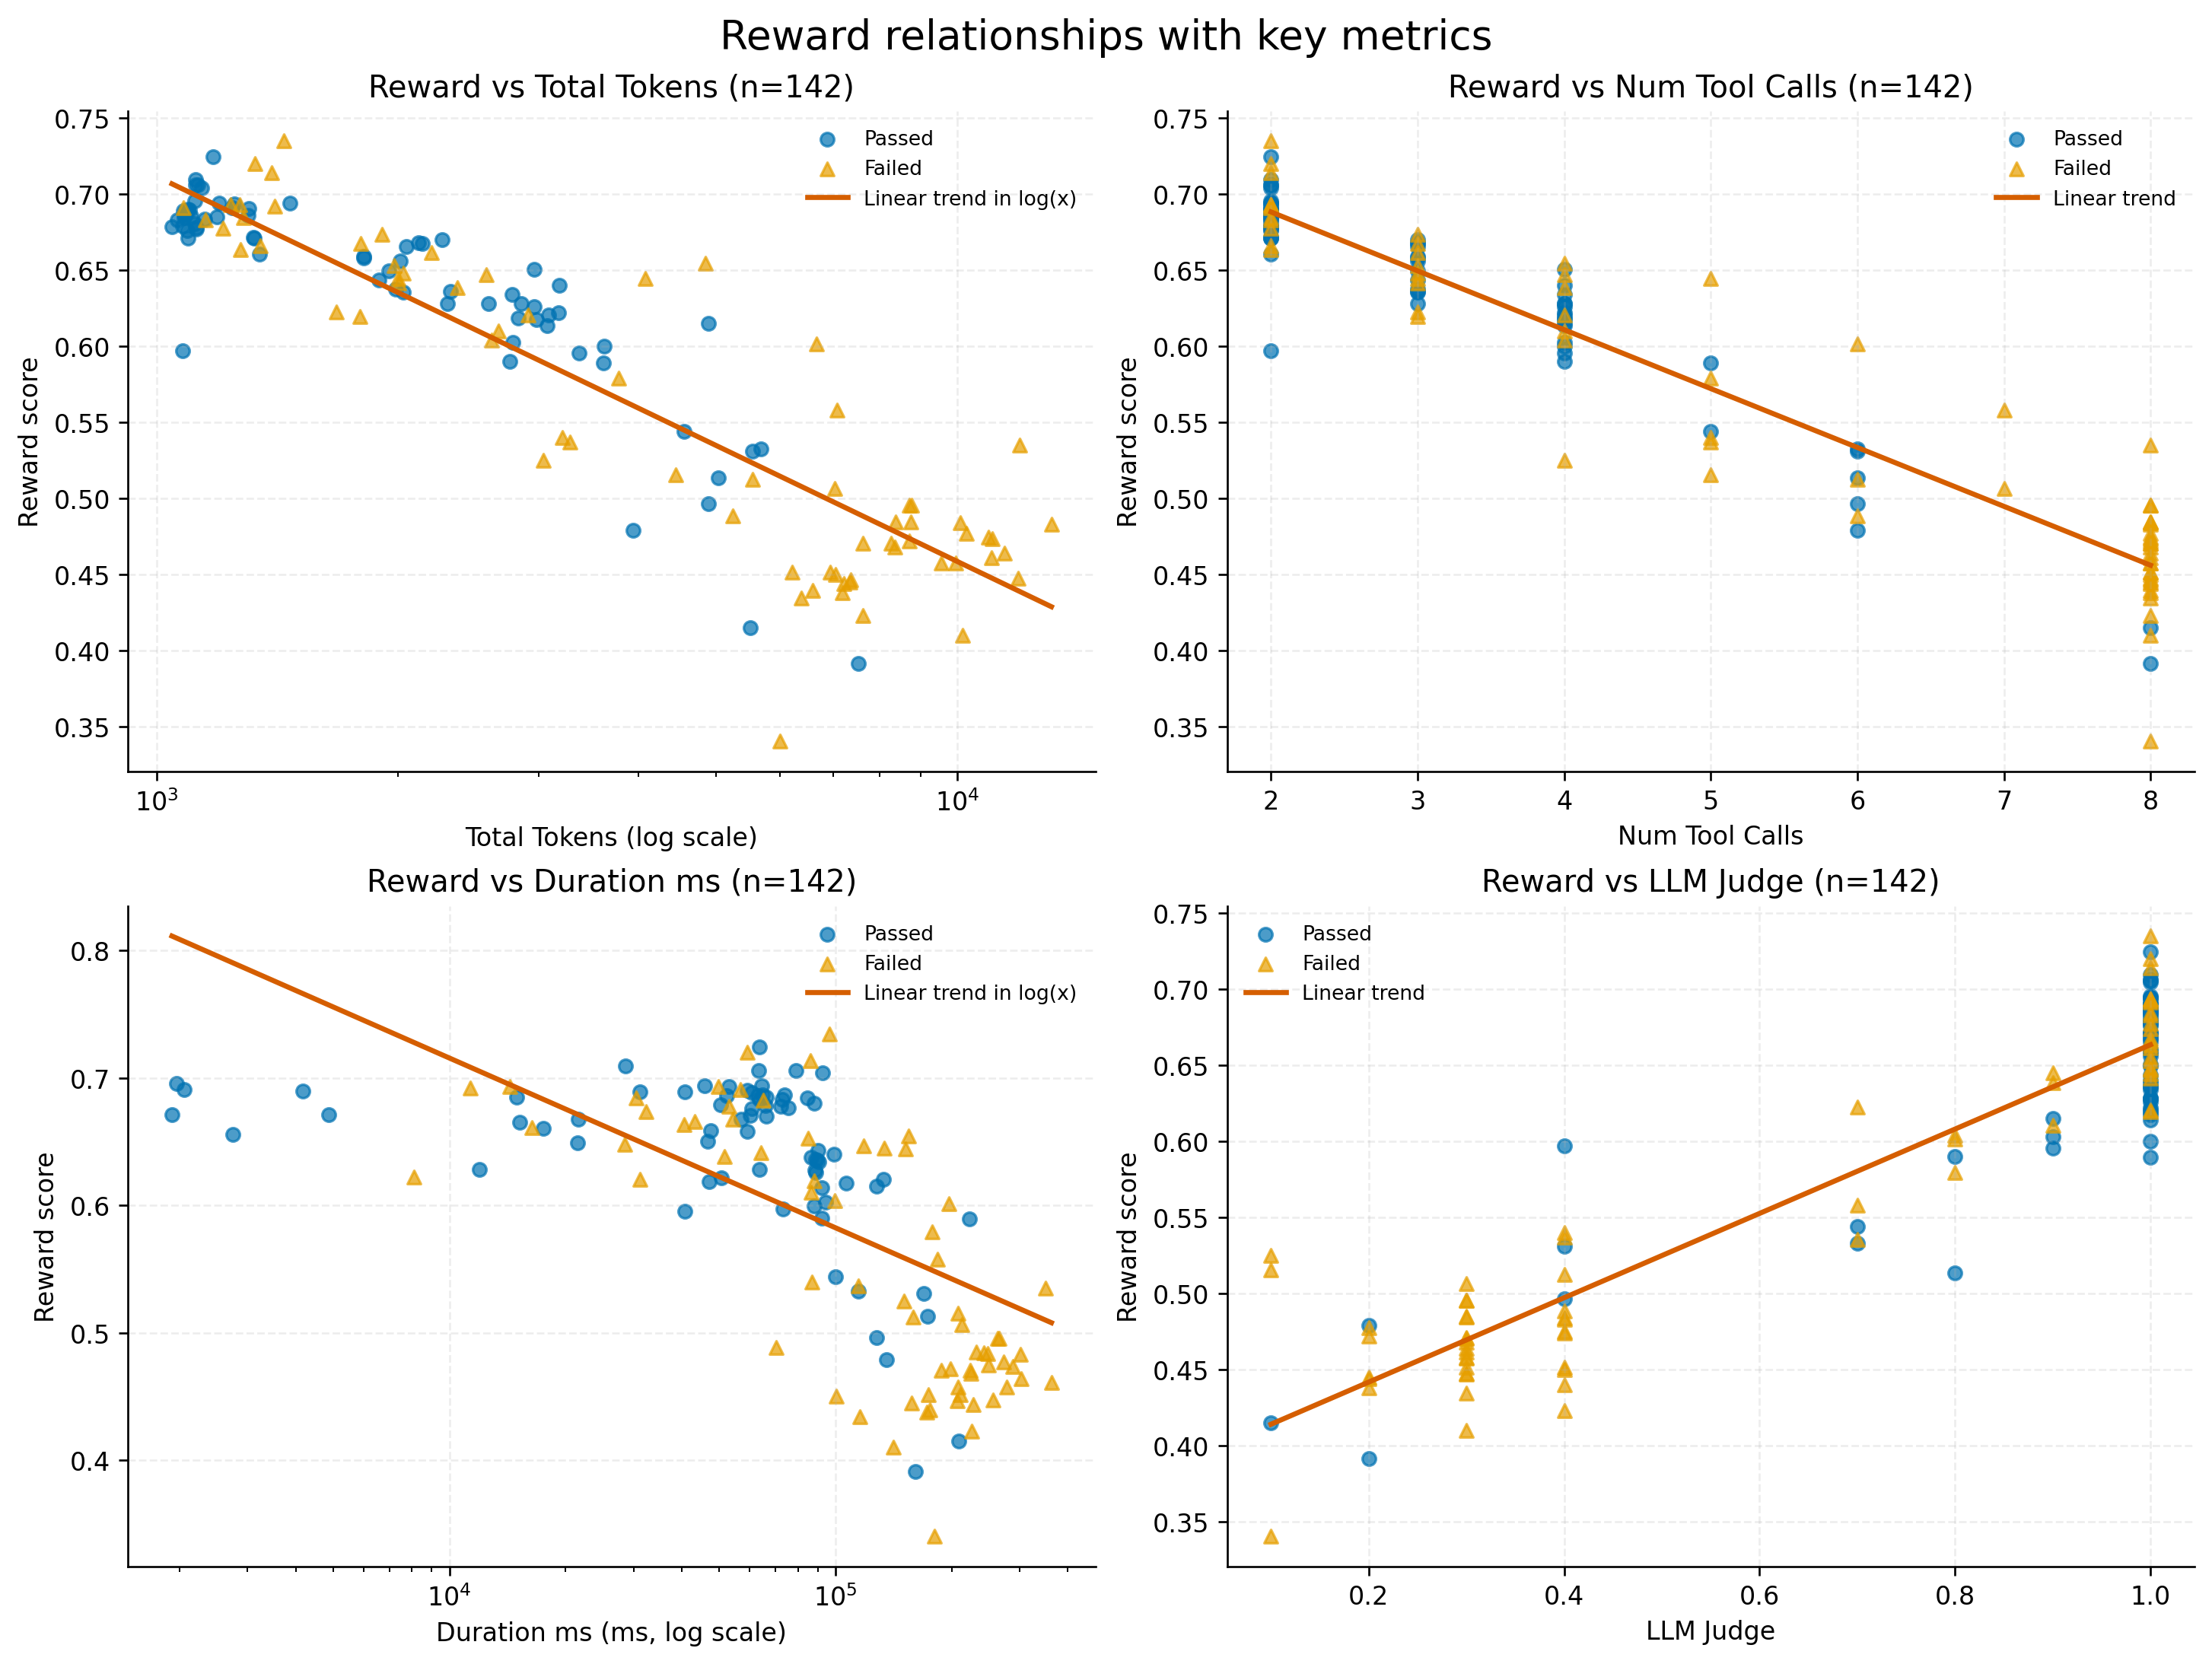 Reward relationships with key metrics
Reward vs Total Tokens (n=142)
Passed
Failed
Linear trend in log(x)
Reward score
0.75
0.70
0.65
0.60
0.55
0.50
0.45
0.40
0.35
10³ 10⁴
Total Tokens (log scale)
Reward vs Num Tool Calls (n=142)
Passed
Failed
Linear trend
Reward score
0.75
0.70
0.65
0.60
0.55
0.50
0.45
0.40
0.35
2 3 4 5 6 7 8
Num Tool Calls
Reward vs Duration ms (n=142)
Passed
Failed
Linear trend in log(x)
Reward score
0.8
0.7
0.6
0.5
0.4
10⁴ 10⁵
Duration ms (ms, log scale)
Reward vs LLM Judge (n=142)
Passed
Failed
Linear trend
Reward score
0.75
0.70
0.65
0.60
0.55
0.50
0.45
0.40
0.35
0.2 0.4 0.6 0.8 1.0
LLM Judge